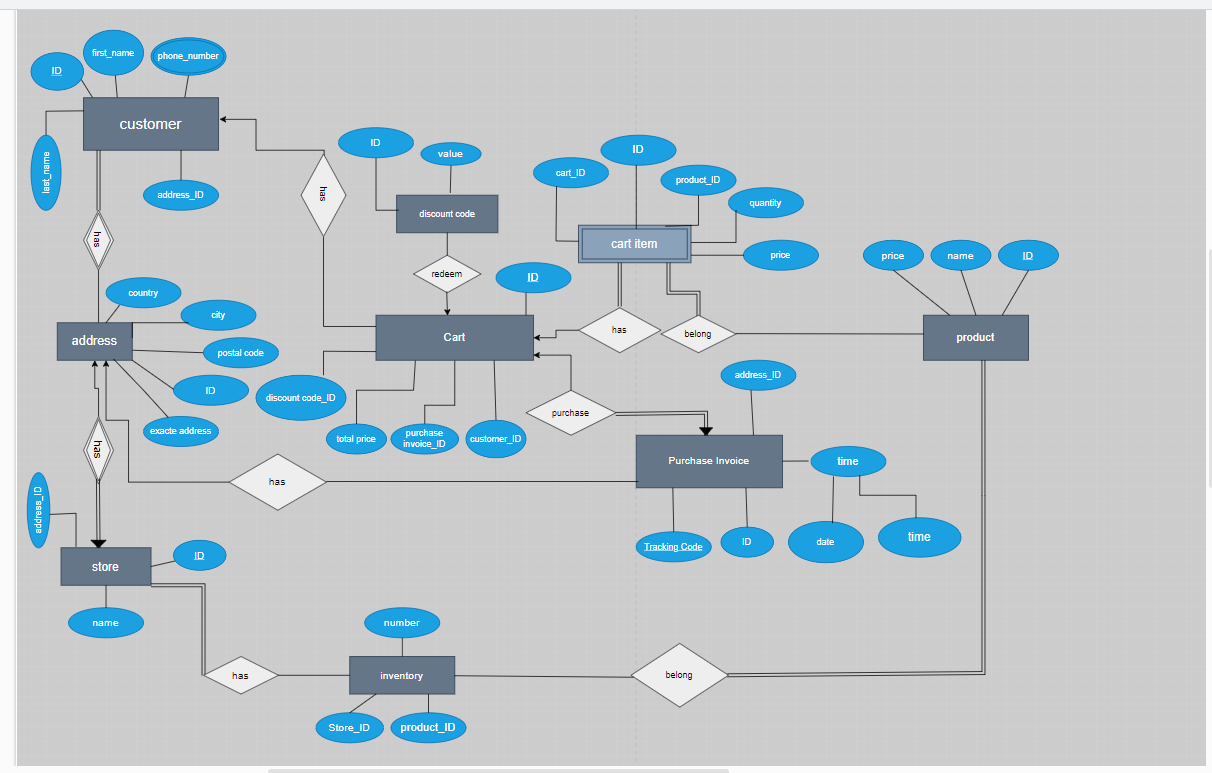 first_name
phone_number
ID
customer
last_name
address_ID
has
has
ID
value
discount code
redeem
ID
Cart
cart_ID
ID
product_ID
quantity
cart item
price
has
belong
price
name
ID
product
country
city
address
postal code
ID
exacte address
discount code_ID
total price
purchase
invoice_ID
customer_ID
purchase
address_ID
Purchase Invoice
time
Tracking Code
ID
date
time
has
has
address_ID
store
ID
name
has
number
inventory
Store_ID
product_ID
belong